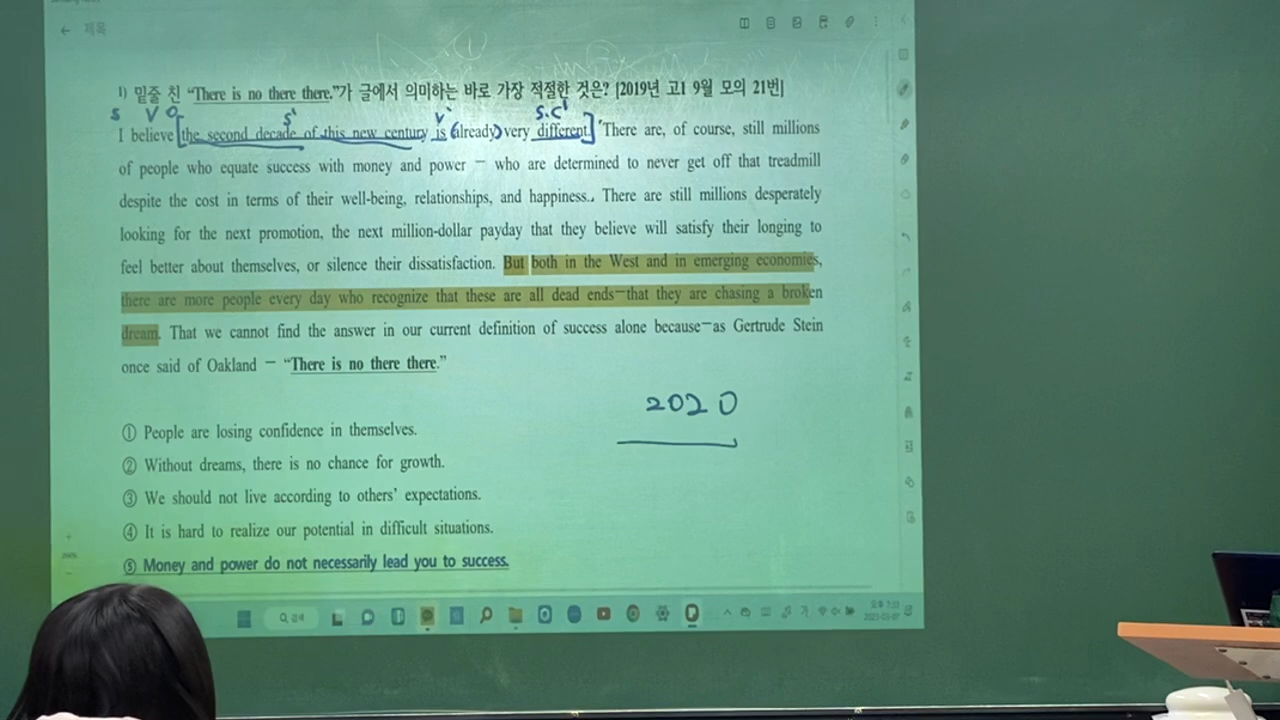 제목
1) 밑줄 친 “There is no there there.”가 글에서 의미하는 바로 가장 적절한 것은? [2019년 고1 9월 모의 21번]
S V O S' V' S.C'
I believe [the second decade of this new century is (already) very different.] There are, of course, still millions
of people who equate success with money and power — who are determined to never get off that treadmill
despite the cost in terms of their well-being, relationships, and happiness.. There are still millions desperately
looking for the next promotion, the next million-dollar payday that they believe will satisfy their longing to
feel better about themselves, or silence their dissatisfaction. But both in the West and in emerging economies,
there are more people every day who recognize that these are all dead ends—that they are chasing a broken
dream. That we cannot find the answer in our current definition of success alone because—as Gertrude Stein
once said of Oakland — “There is no there there.”
2020
① People are losing confidence in themselves.
② Without dreams, there is no chance for growth.
③ We should not live according to others’ expectations.
④ It is hard to realize our potential in difficult situations.
⑤ Money and power do not necessarily lead you to success.
검색